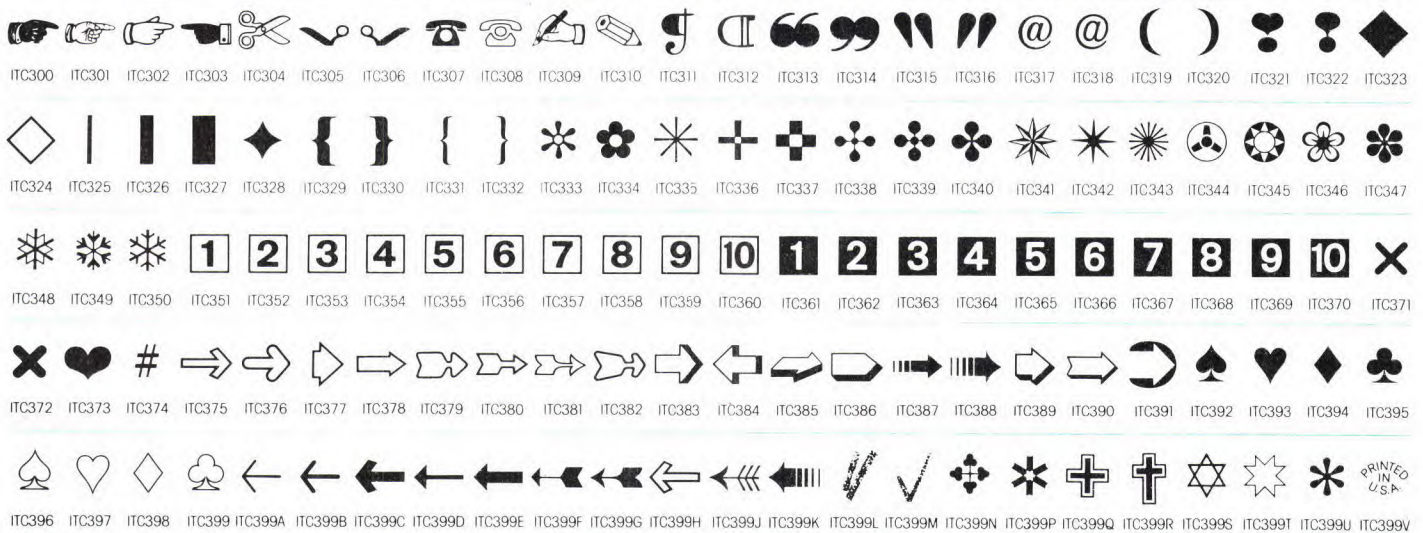 ¶ ❡ ❝ ❞ " " @ @ ( ) ❢ ❣
ITC300 ITC301 ITC302 ITC303 ITC304 ITC305 ITC306 ITC307 ITC308 ITC309 ITC310 ITC311 ITC312 ITC313 ITC314 ITC315 ITC316 ITC317 ITC318 ITC319 ITC320 ITC321 ITC322 ITC323
{ } { }
ITC324 ITC325 ITC326 ITC327 ITC328 ITC329 ITC330 ITC331 ITC332 ITC333 ITC334 ITC335 ITC336 ITC337 ITC338 ITC339 ITC340 ITC341 ITC342 ITC343 ITC344 ITC345 ITC346 ITC347
1 2 3 4 5 6 7 8 9 10 1 2 3 4 5 6 7 8 9 10
ITC348 ITC349 ITC350 ITC351 ITC352 ITC353 ITC354 ITC355 ITC356 ITC357 ITC358 ITC359 ITC360 ITC361 ITC362 ITC363 ITC364 ITC365 ITC366 ITC367 ITC368 ITC369 ITC370 ITC371
#
ITC372 ITC373 ITC374 ITC375 ITC376 ITC377 ITC378 ITC379 ITC380 ITC381 ITC382 ITC383 ITC384 ITC385 ITC386 ITC387 ITC388 ITC389 ITC390 ITC391 ITC392 ITC393 ITC394 ITC395
PRINTED
IN
U.S.A.
ITC396 ITC397 ITC398 ITC399 ITC399A ITC399B ITC399C ITC399D ITC399E ITC399F ITC399G ITC399H ITC399J ITC399K ITC399L ITC399M ITC399N ITC399P ITC399Q ITC399R ITC399S ITC399T ITC399U ITC399V